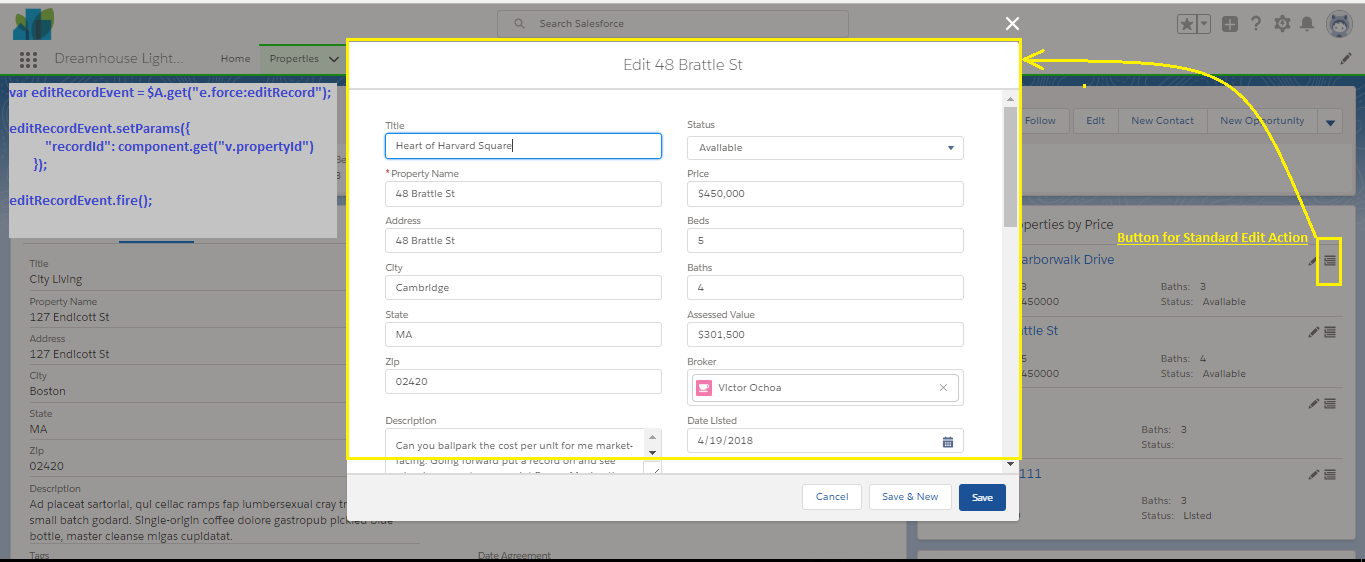 Search Salesforce
Dreamhouse Light...
Home
Properties
var editRecordEvent = $A.get("e.force:editRecord");
editRecordEvent.setParams({
"recordId": component.get("v.propertyId")
});
editRecordEvent.fire();
Title
City Living
Property Name
127 Endicott St
Address
127 Endicott St
City
Boston
State
MA
Zip
02420
Description
Ad placeat sartorial, qui celiac ramps fap lumbersexual cray
small batch godard. Single-origin coffee dolore gastropub pickled blue
bottle, master cleanse migas cupidatat.
Tags
Date Agreement
Edit 48 Brattle St
Title
Heart of Harvard Square
Status
Available
* Property Name
48 Brattle St
Price
$450,000
Address
48 Brattle St
Beds
5
City
Cambridge
Baths
4
State
MA
Assessed Value
$301,500
Zip
02420
Broker
Victor Ochoa
Description
Can you ballpark the cost per unit for me market-
facing. Going forward put a record on and see
Date Listed
4/19/2018
Cancel
Save & New
Save
Follow
Edit
New Contact
New Opportunity
perties by Price
Button for Standard Edit Action
arborwalk Drive
3
Baths: 3
450000
Status: Available
ttle St
5
Baths: 4
450000
Status: Available
Baths: 3
Status:
111
Baths: 3
Status: Listed